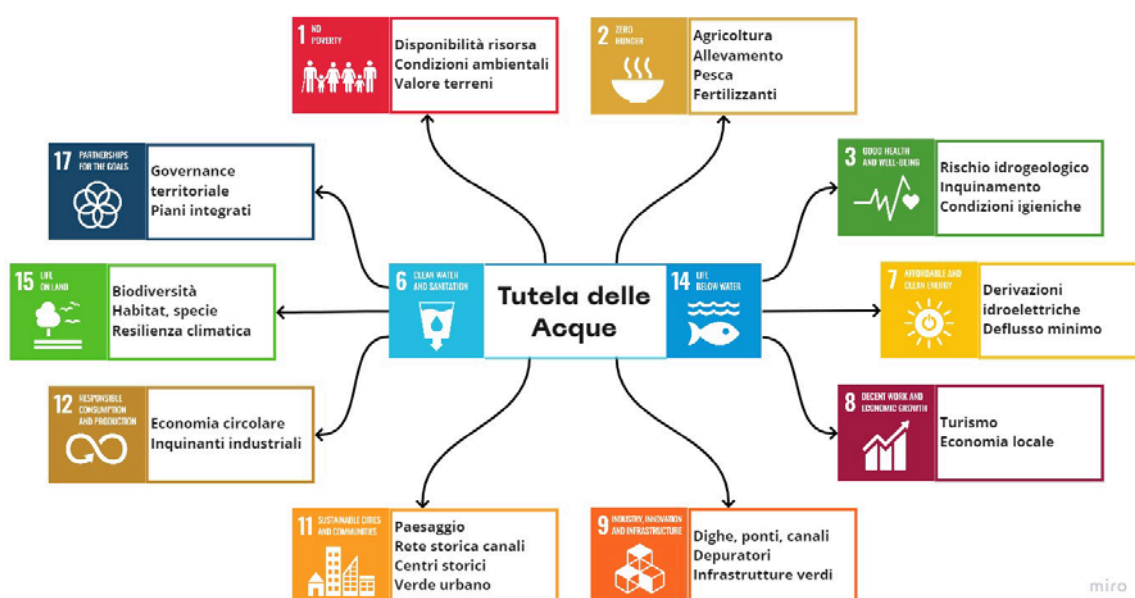 1 NO
POVERTY
Disponibilità risorsa
Condizioni ambientali
Valore terreni
2 ZERO
HUNGER
Agricoltura
Allevamento
Pesca
Fertilizzanti
17 PARTNERSHIPS
FOR THE GOALS
Governance
territoriale
Piani integrati
3 GOOD HEALTH
AND WELL-BEING
Rischio idrogeologico
Inquinamento
Condizioni igieniche
15 LIFE
ON LAND
Biodiversità
Habitat, specie
Resilienza climatica
6 CLEAN WATER
AND SANITATION
Tutela delle
Acque
14 LIFE
BELOW WATER
7 AFFORDABLE AND
CLEAN ENERGY
Derivazioni
idroelettriche
Deflusso minimo
12 RESPONSIBLE
CONSUMPTION
AND PRODUCTION
Economia circolare
Inquinanti industriali
8 DECENT WORK AND
ECONOMIC GROWTH
Turismo
Economia locale
11 SUSTAINABLE CITIES
AND COMMUNITIES
Paesaggio
Rete storica canali
Centri storici
Verde urbano
9 INDUSTRY, INNOVATION
AND INFRASTRUCTURE
Dighe, ponti, canali
Depuratori
Infrastrutture verdi
miro